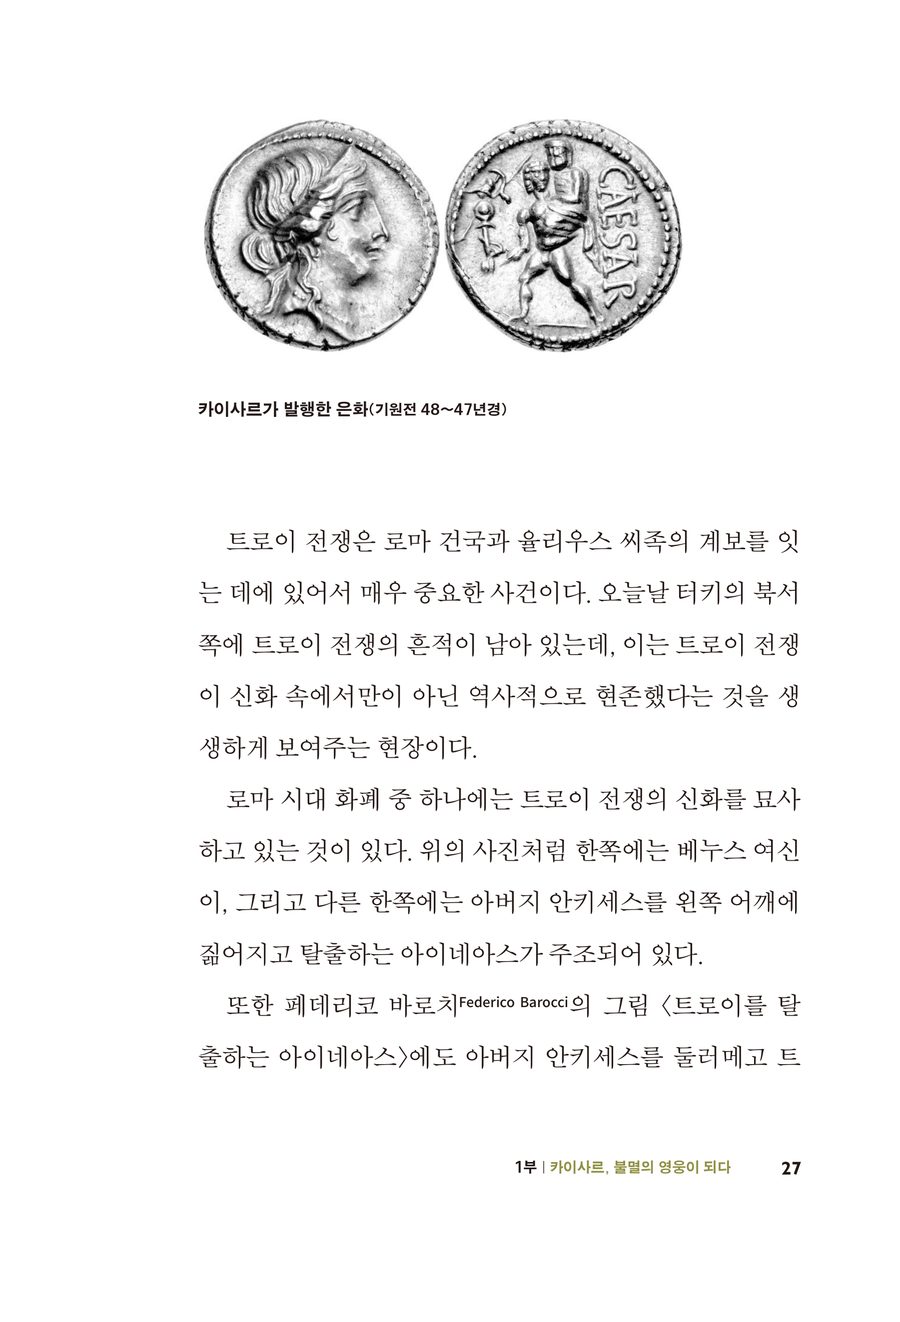 CAESAR
카이사르가 발행한 은화(기원전 48~47년경)
트로이 전쟁은 로마 건국과 율리우스 씨족의 계보를 잇
는 데에 있어서 매우 중요한 사건이다. 오늘날 터키의 북서
쪽에 트로이 전쟁의 흔적이 남아 있는데, 이는 트로이 전쟁
이 신화 속에서만이 아닌 역사적으로 현존했다는 것을 생
생하게 보여주는 현장이다.
로마 시대 화폐 중 하나에는 트로이 전쟁의 신화를 묘사
하고 있는 것이 있다. 위의 사진처럼 한쪽에는 베누스 여신
이, 그리고 다른 한쪽에는 아버지 안키세스를 왼쪽 어깨에
짊어지고 탈출하는 아이네아스가 주조되어 있다.
또한 페데리코 바로치Federico Barocci의 그림 〈트로이를 탈
출하는 아이네아스〉에도 아버지 안키세스를 둘러메고 트
1부 | 카이사르, 불멸의 영웅이 되다 27